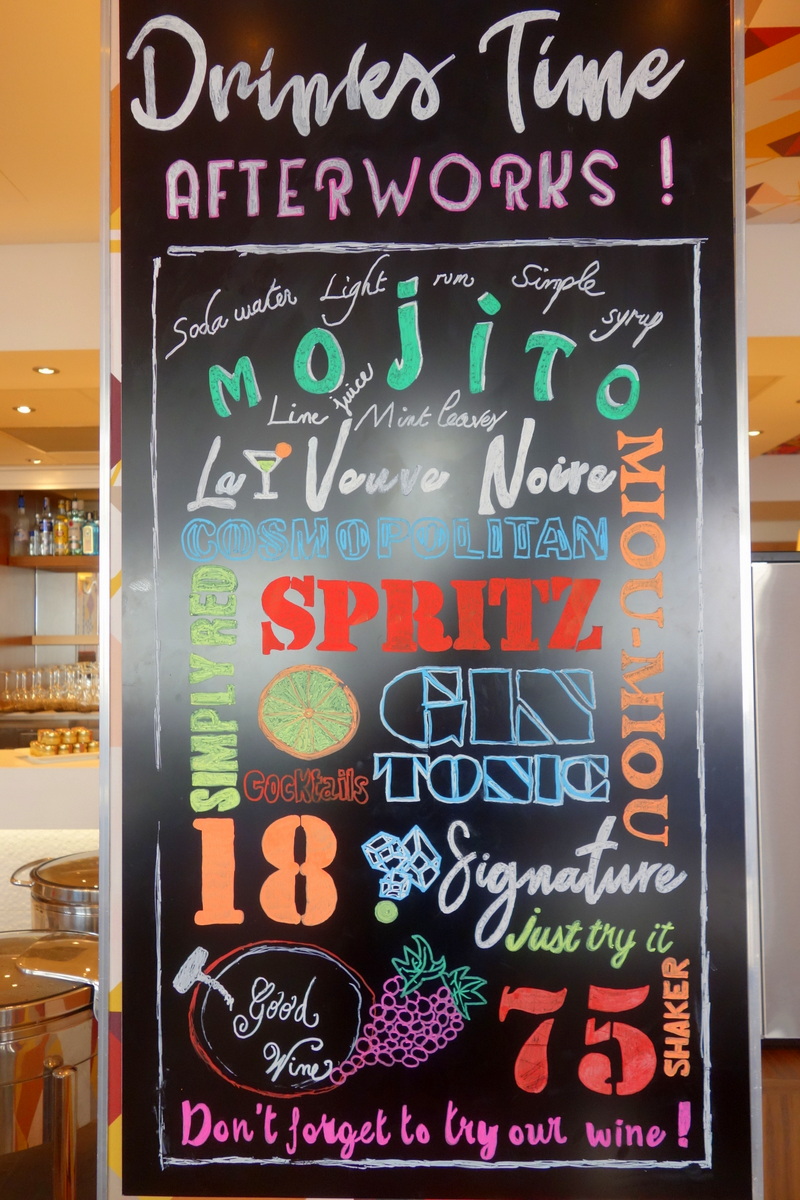 Drinks Time
AFTERWORKS !
Soda water Light rum Simple syrup
MOJITO
Lime juice Mint leaves
La Veuve Noire
MIOU-MIOU
COSMOPOLITAN
SIMPLY RED
SPRITZ
GIN
TONIC
Cocktails
18
Signature
just try it
Good
Wine
75
SHAKER
Don't forget to try our wine !